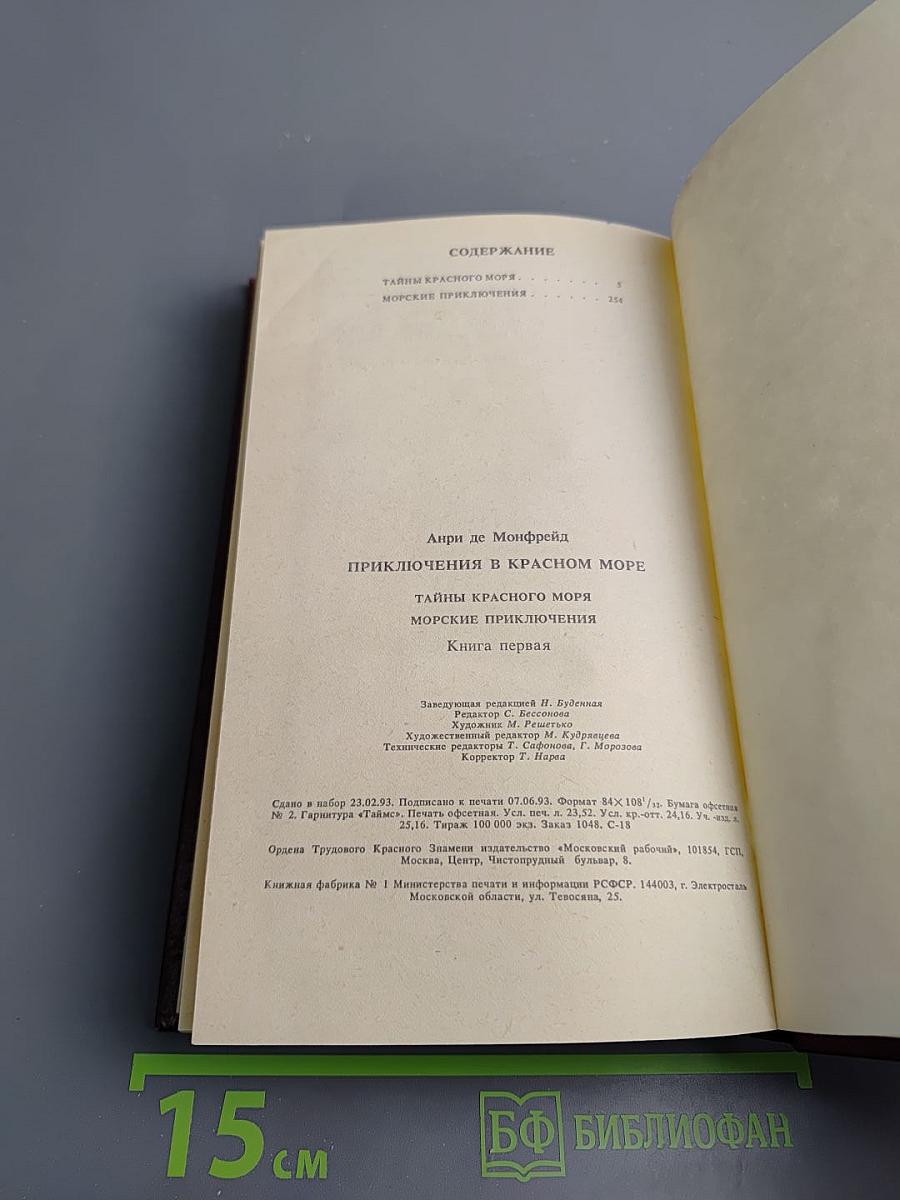 СОДЕРЖАНИЕ
ТАЙНЫ КРАСНОГО МОРЯ . . . . . . . 5
МОРСКИЕ ПРИКЛЮЧЕНИЯ . . . . . . . 254
Анри де Монфрейд
ПРИКЛЮЧЕНИЯ В КРАСНОМ МОРЕ
ТАЙНЫ КРАСНОГО МОРЯ
МОРСКИЕ ПРИКЛЮЧЕНИЯ
Книга первая
Заведующая редакцией Н. Буденная
Редактор С. Бессонова
Художник М. Решетько
Художественный редактор М. Кудрявцева
Технические редакторы Т. Сафонова, Г. Морозова
Корректор Т. Нарва
Сдано в набор 23.02.93. Подписано к печати 07.06.93. Формат 84×108¹/₃₂. Бумага офсетная
№ 2. Гарнитура «Таймс». Печать офсетная. Усл. печ. л. 23,52. Усл. кр.-отт. 24,16. Уч.-изд. л.
25,16. Тираж 100 000 экз. Заказ 1048. С-18
Ордена Трудового Красного Знамени издательство «Московский рабочий», 101854, ГСП,
Москва, Центр, Чистопрудный бульвар, 8.
Книжная фабрика № 1 Министерства печати и информации РСФСР. 144003, г. Электросталь
Московской области, ул. Тевосяна, 25.
15 см
БФ БИБЛИОФАН